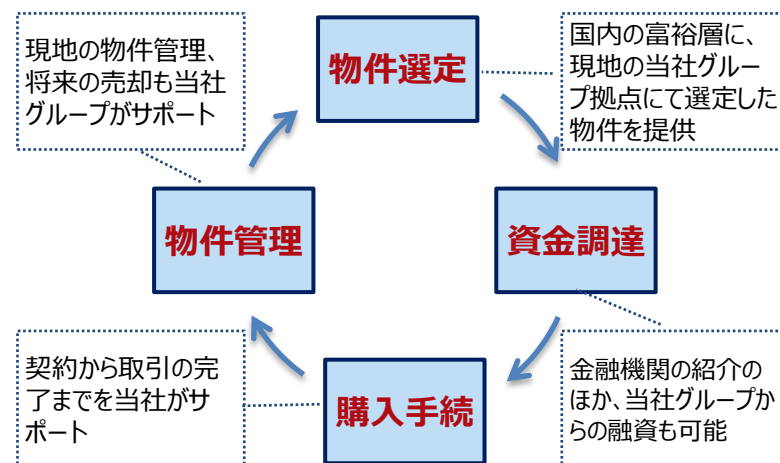 現地の物件管理、
将来の売却も当社
グループがサポート
物件選定
国内の富裕層に、
現地の当社グルー
プ拠点にて選定した
物件を提供
物件管理
資金調達
契約から取引の完
了までを当社がサ
ポート
購入手続
金融機関の紹介の
ほか、当社グループか
らの融資も可能